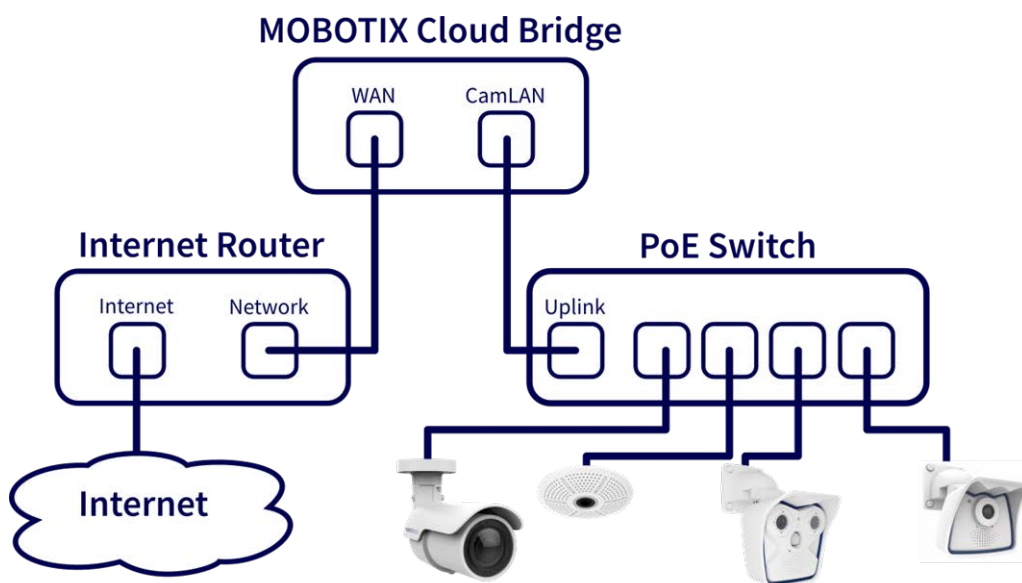 MOBOTIX Cloud Bridge
WAN CamLAN
Internet Router
PoE Switch
Internet Network
Uplink
Internet